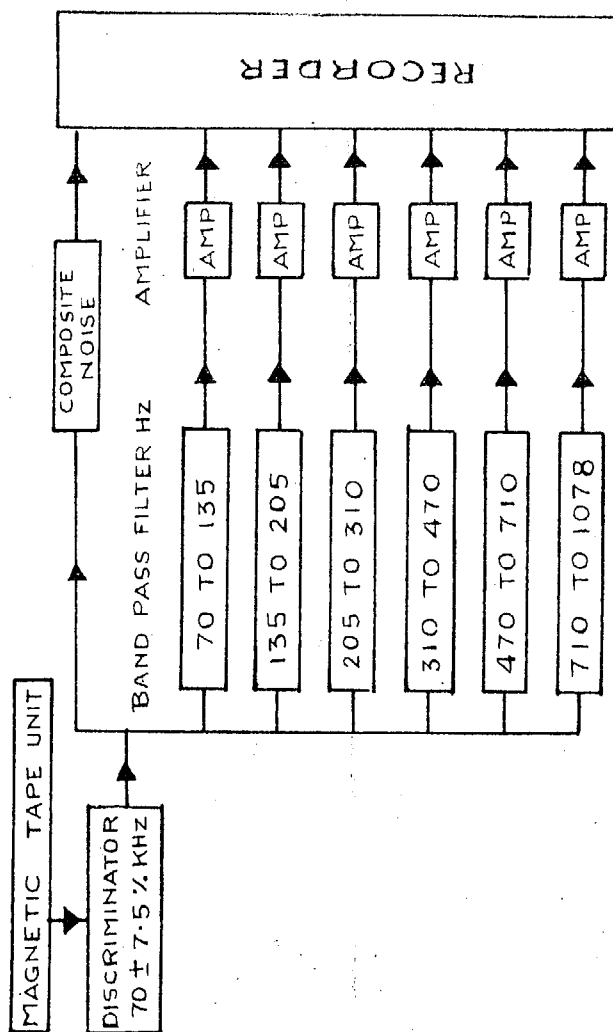 MAGNETIC TAPE UNIT
DISCRIMINATOR
70 ± 7·5 % KHz
COMPOSITE
NOISE
BAND PASS FILTER HZ
AMPLIFIER
70 TO 135
AMP
135 TO 205
AMP
205 TO 310
AMP
310 TO 470
AMP
470 TO 710
AMP
710 TO 1078
AMP
RECORDER